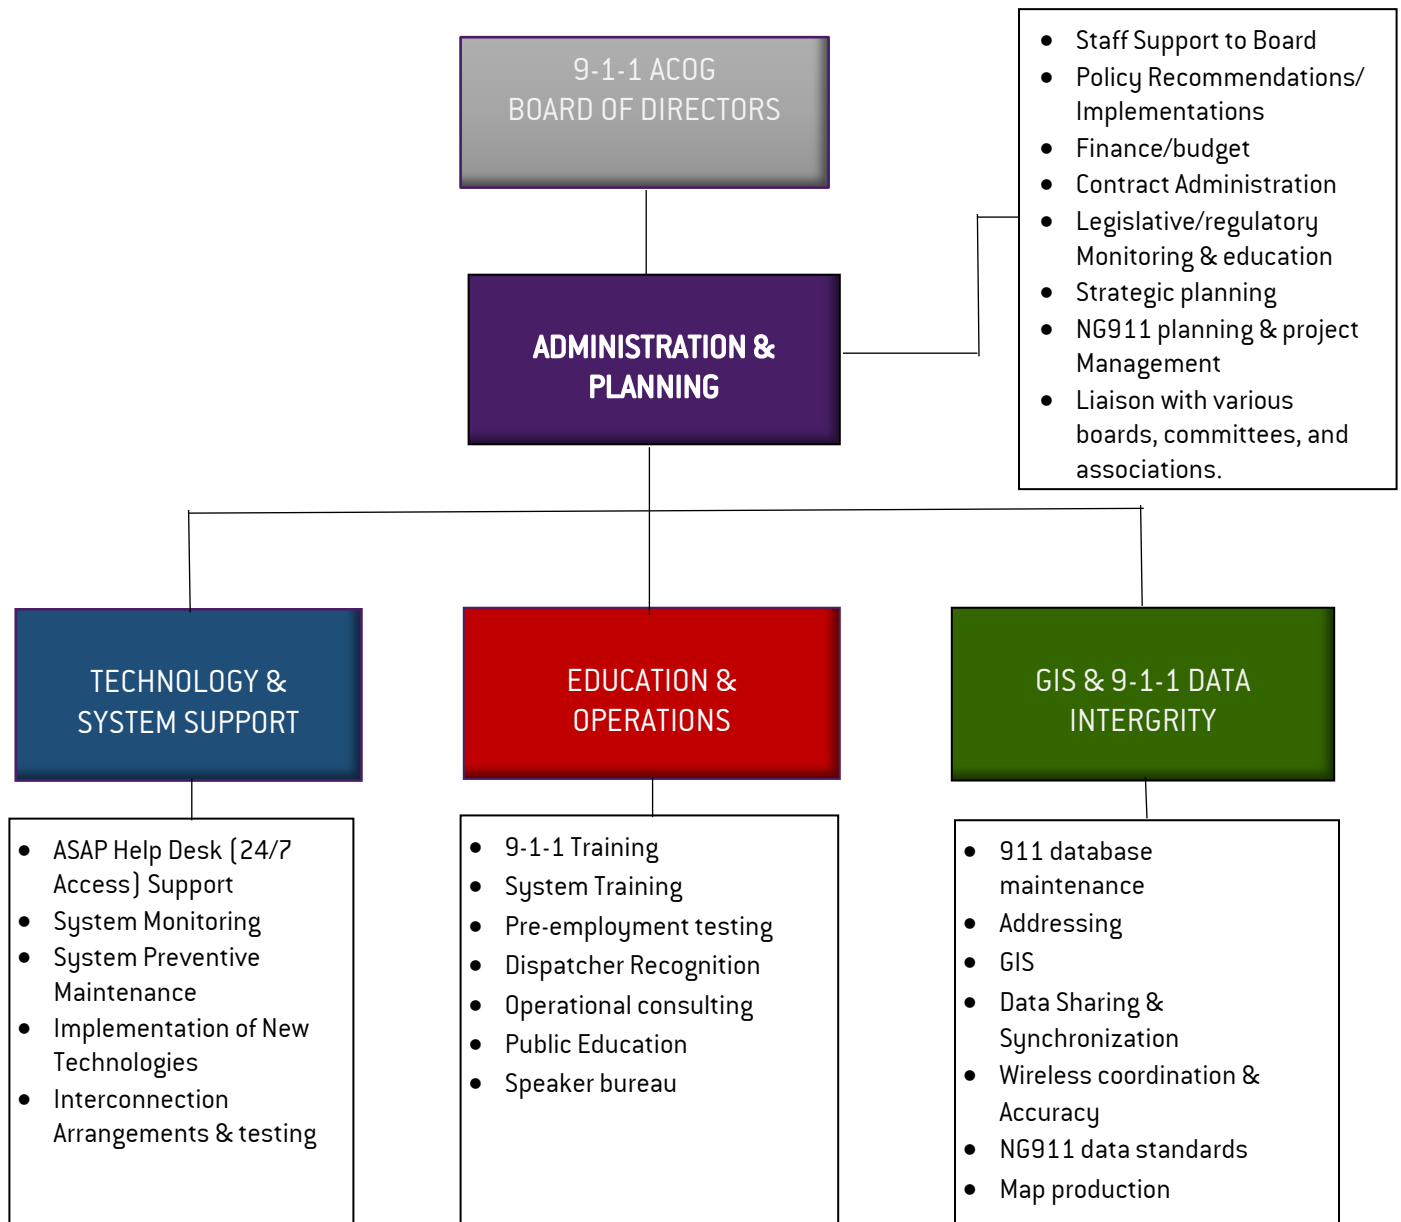 9-1-1 ACOG
BOARD OF DIRECTORS
• Staff Support to Board
• Policy Recommendations/
Implementations
• Finance/budget
• Contract Administration
• Legislative/regulatory
Monitoring & education
• Strategic planning
• NG911 planning & project
Management
• Liaison with various
boards, committees, and
associations.
ADMINISTRATION &
PLANNING
TECHNOLOGY &
SYSTEM SUPPORT
• ASAP Help Desk (24/7
Access) Support
• System Monitoring
• System Preventive
Maintenance
• Implementation of New
Technologies
• Interconnection
Arrangements & testing
EDUCATION &
OPERATIONS
• 9-1-1 Training
• System Training
• Pre-employment testing
• Dispatcher Recognition
• Operational consulting
• Public Education
• Speaker bureau
GIS & 9-1-1 DATA
INTERGRITY
• 911 database
maintenance
• Addressing
• GIS
• Data Sharing &
Synchronization
• Wireless coordination &
Accuracy
• NG911 data standards
• Map production